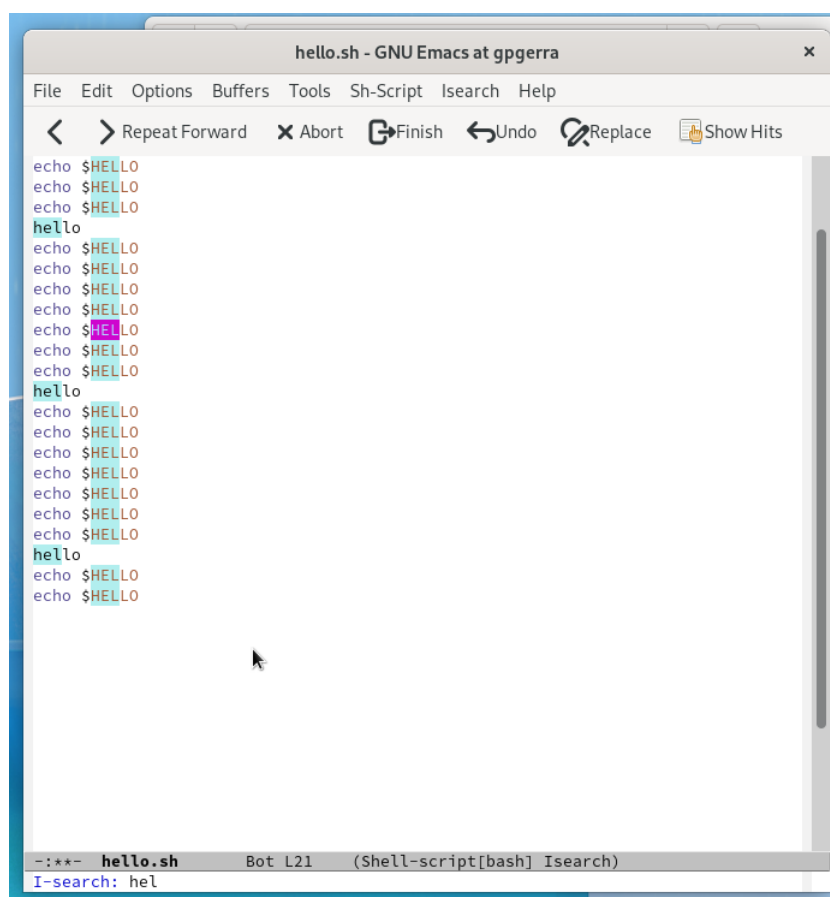 hello.sh - GNU Emacs at gpgerra ×
File Edit Options Buffers Tools Sh-Script Isearch Help
Repeat Forward Abort Finish Undo Replace Show Hits
echo $HELLO
echo $HELLO
echo $HELLO
hello
echo $HELLO
echo $HELLO
echo $HELLO
echo $HELLO
echo $HELLO
echo $HELLO
echo $HELLO
hello
echo $HELLO
echo $HELLO
echo $HELLO
echo $HELLO
echo $HELLO
echo $HELLO
echo $HELLO
hello
echo $HELLO
echo $HELLO
-:**- hello.sh Bot L21 (Shell-script[bash] Isearch)
I-search: hel